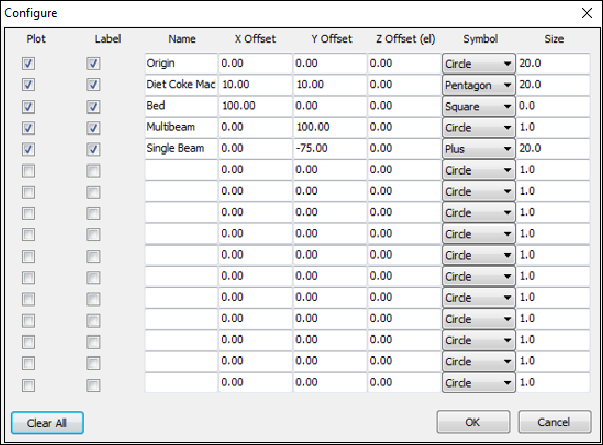 Configure
Plot Label Name X Offset Y Offset Z Offset (el) Symbol Size
Origin 0.00 0.00 0.00 Circle 20.0
Diet Coke Mac 10.00 10.00 0.00 Pentagon 20.0
Bed 100.00 0.00 0.00 Square 0.0
Multibeam 0.00 100.00 0.00 Circle 1.0
Single Beam 0.00 -75.00 0.00 Plus 20.0
0.00 0.00 0.00 Circle 1.0
0.00 0.00 0.00 Circle 1.0
0.00 0.00 0.00 Circle 1.0
0.00 0.00 0.00 Circle 1.0
0.00 0.00 0.00 Circle 1.0
0.00 0.00 0.00 Circle 1.0
0.00 0.00 0.00 Circle 1.0
0.00 0.00 0.00 Circle 1.0
0.00 0.00 0.00 Circle 1.0
0.00 0.00 0.00 Circle 1.0
0.00 0.00 0.00 Circle 1.0
Clear All OK Cancel